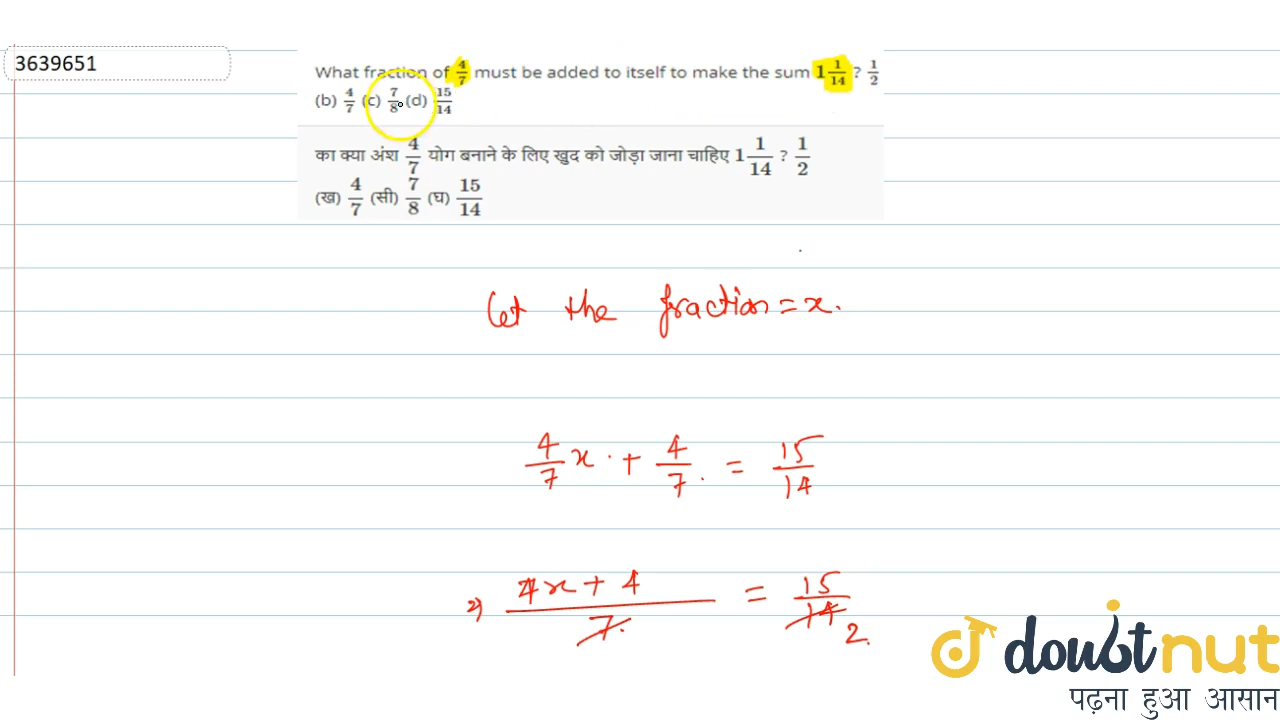 3639651
What fraction of 4/7 must be added to itself to make the sum 1 1/14 ? 1/2
(b) 4/7 (c) 7/8 (d) 15/14
का क्या अंश 4/7 योग बनाने के लिए खुद को जोड़ा जाना चाहिए 1 1/14 ? 1/2
(ख) 4/7 (सी) 7/8 (घ) 15/14
Let the fraction = x.
4/7 x + 4/7 = 15/14
⇒ (4x + 4)/7 = 15/14 2
doubtnut
पढ़ना हुआ आसान